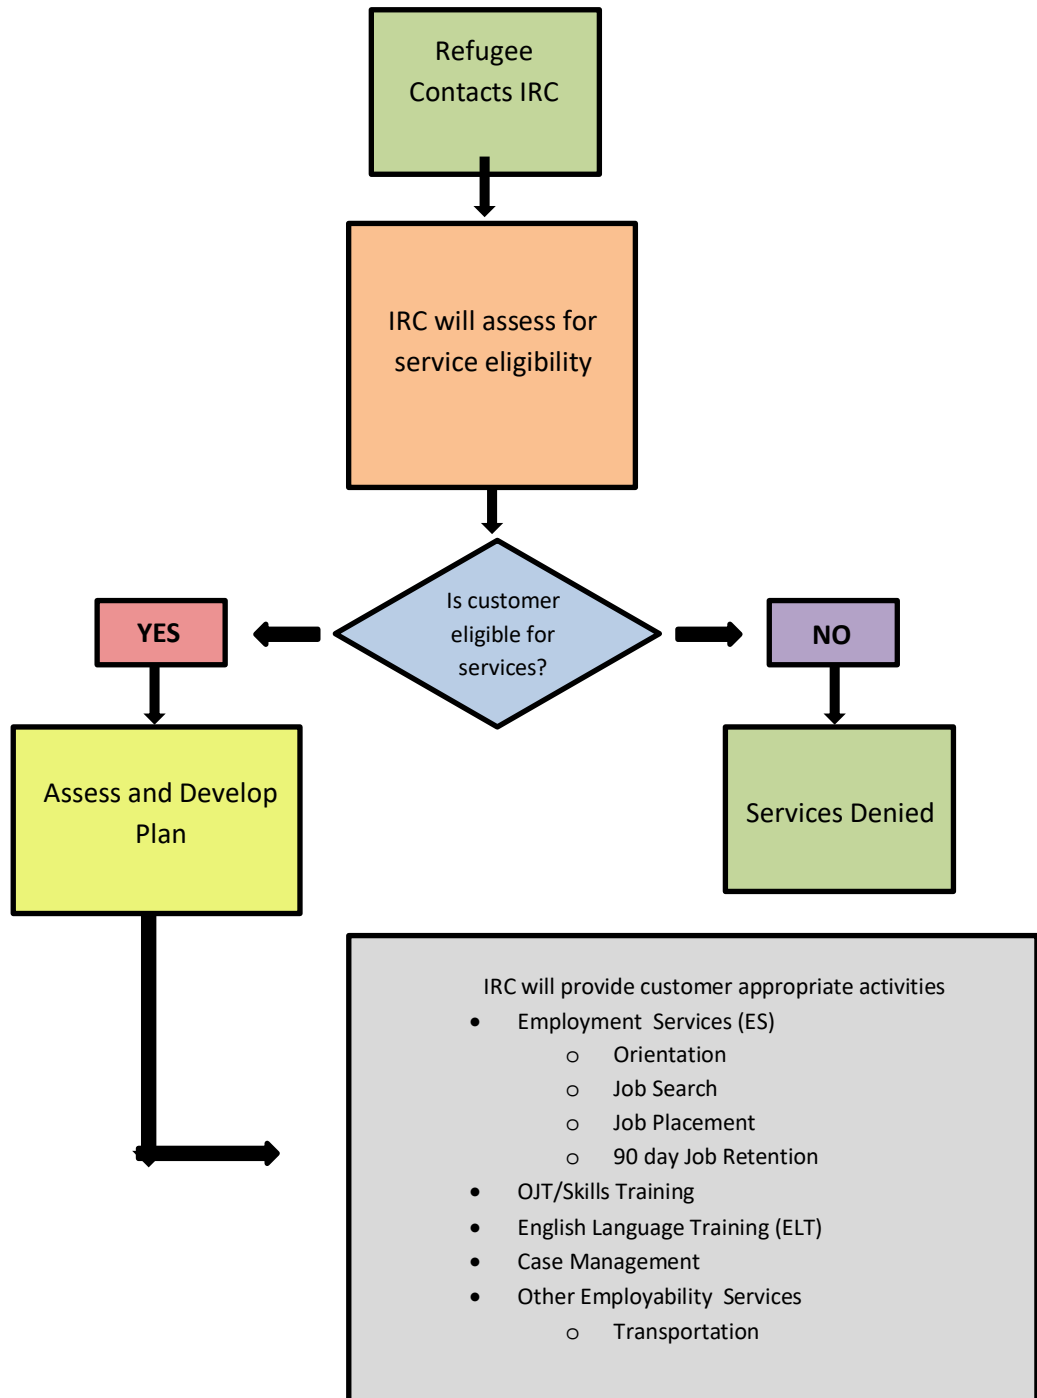 Refugee
Contacts IRC
IRC will assess for
service eligibility
Is customer
eligible for
services?
YES
NO
Assess and Develop
Plan
Services Denied
IRC will provide customer appropriate activities
• Employment Services (ES)
o Orientation
o Job Search
o Job Placement
o 90 day Job Retention
• OJT/Skills Training
• English Language Training (ELT)
• Case Management
• Other Employability Services
o Transportation